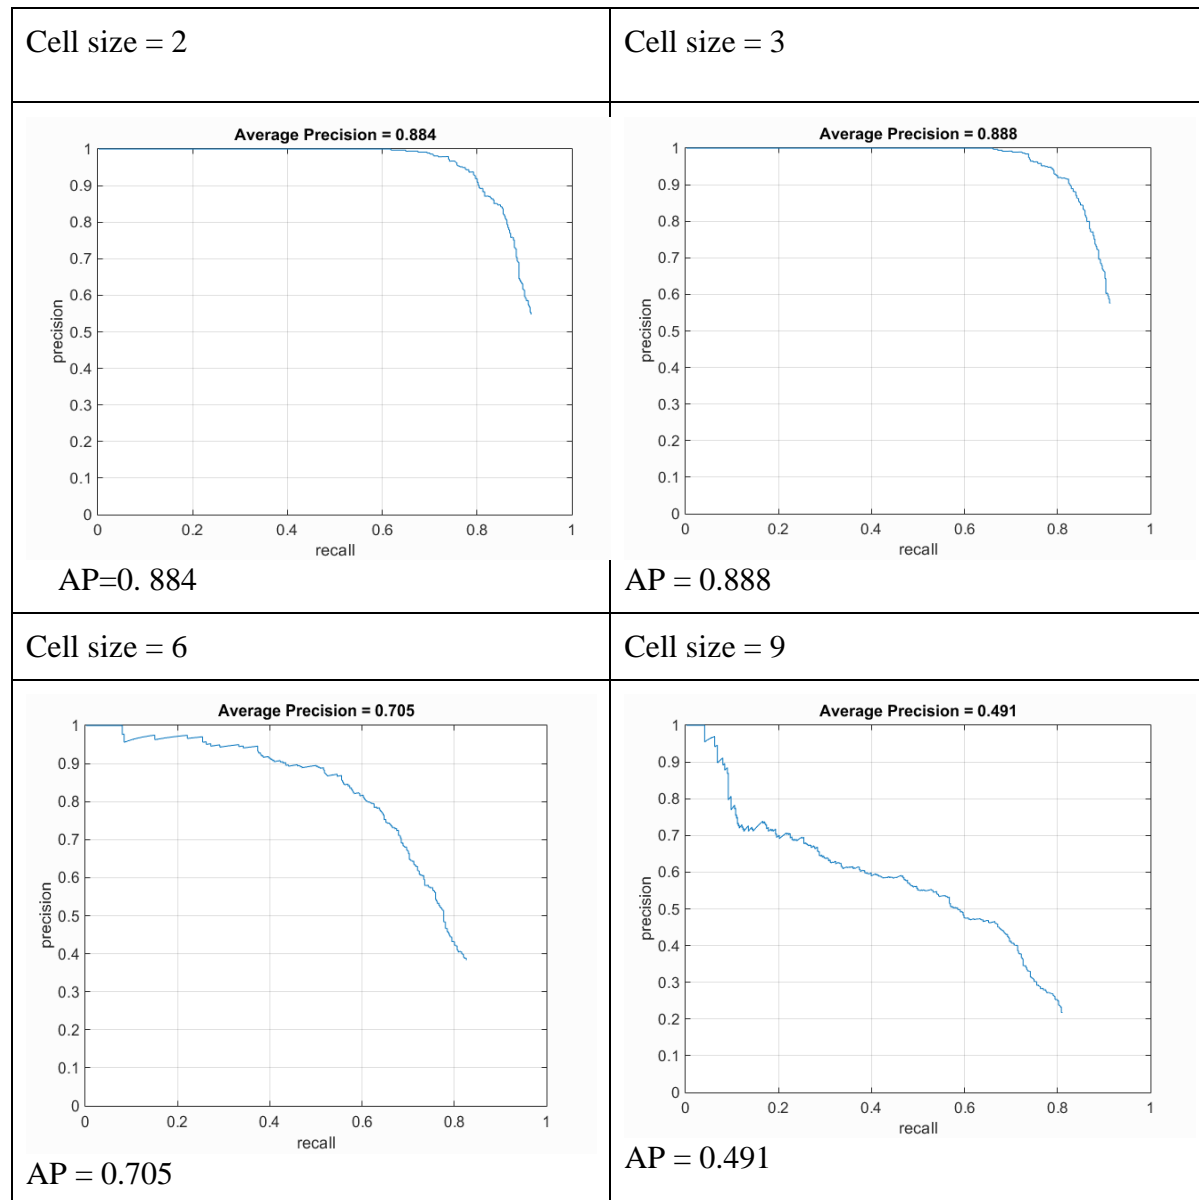 Cell size = 2
Cell size = 3
Average Precision = 0.884
1
0.9
0.8
0.7
0.6
0.5
0.4
0.3
0.2
0.1
0
precision
0 0.2 0.4 0.6 0.8 1
recall
AP=0. 884
Average Precision = 0.888
1
0.9
0.8
0.7
0.6
0.5
0.4
0.3
0.2
0.1
0
precision
0 0.2 0.4 0.6 0.8 1
recall
AP = 0.888
Cell size = 6
Cell size = 9
Average Precision = 0.705
1
0.9
0.8
0.7
0.6
0.5
0.4
0.3
0.2
0.1
0
precision
0 0.2 0.4 0.6 0.8 1
recall
AP = 0.705
Average Precision = 0.491
1
0.9
0.8
0.7
0.6
0.5
0.4
0.3
0.2
0.1
0
precision
0 0.2 0.4 0.6 0.8 1
recall
AP = 0.491